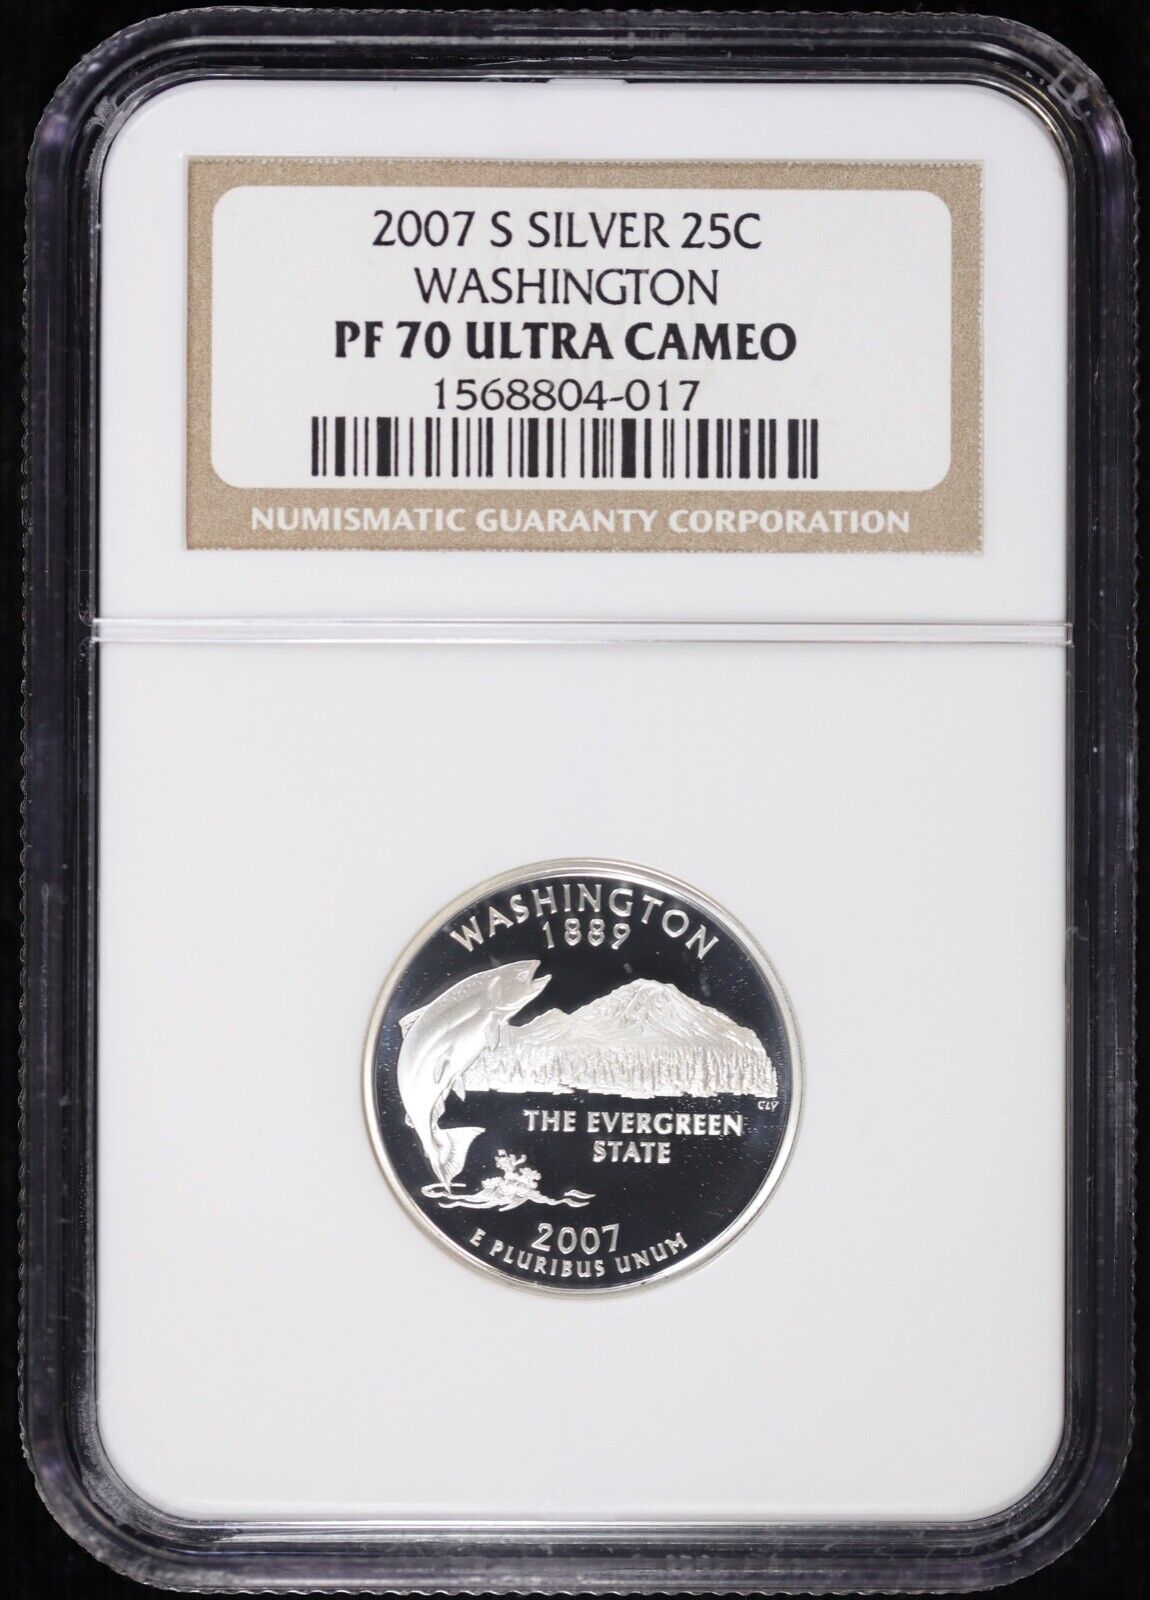 2007 S SILVER 25C
WASHINGTON
PF 70 ULTRA CAMEO
1568804-017
NUMISMATIC GUARANTY CORPORATION
WASHINGTON
1889
CLV
THE EVERGREEN
STATE
2007
E PLURIBUS UNUM